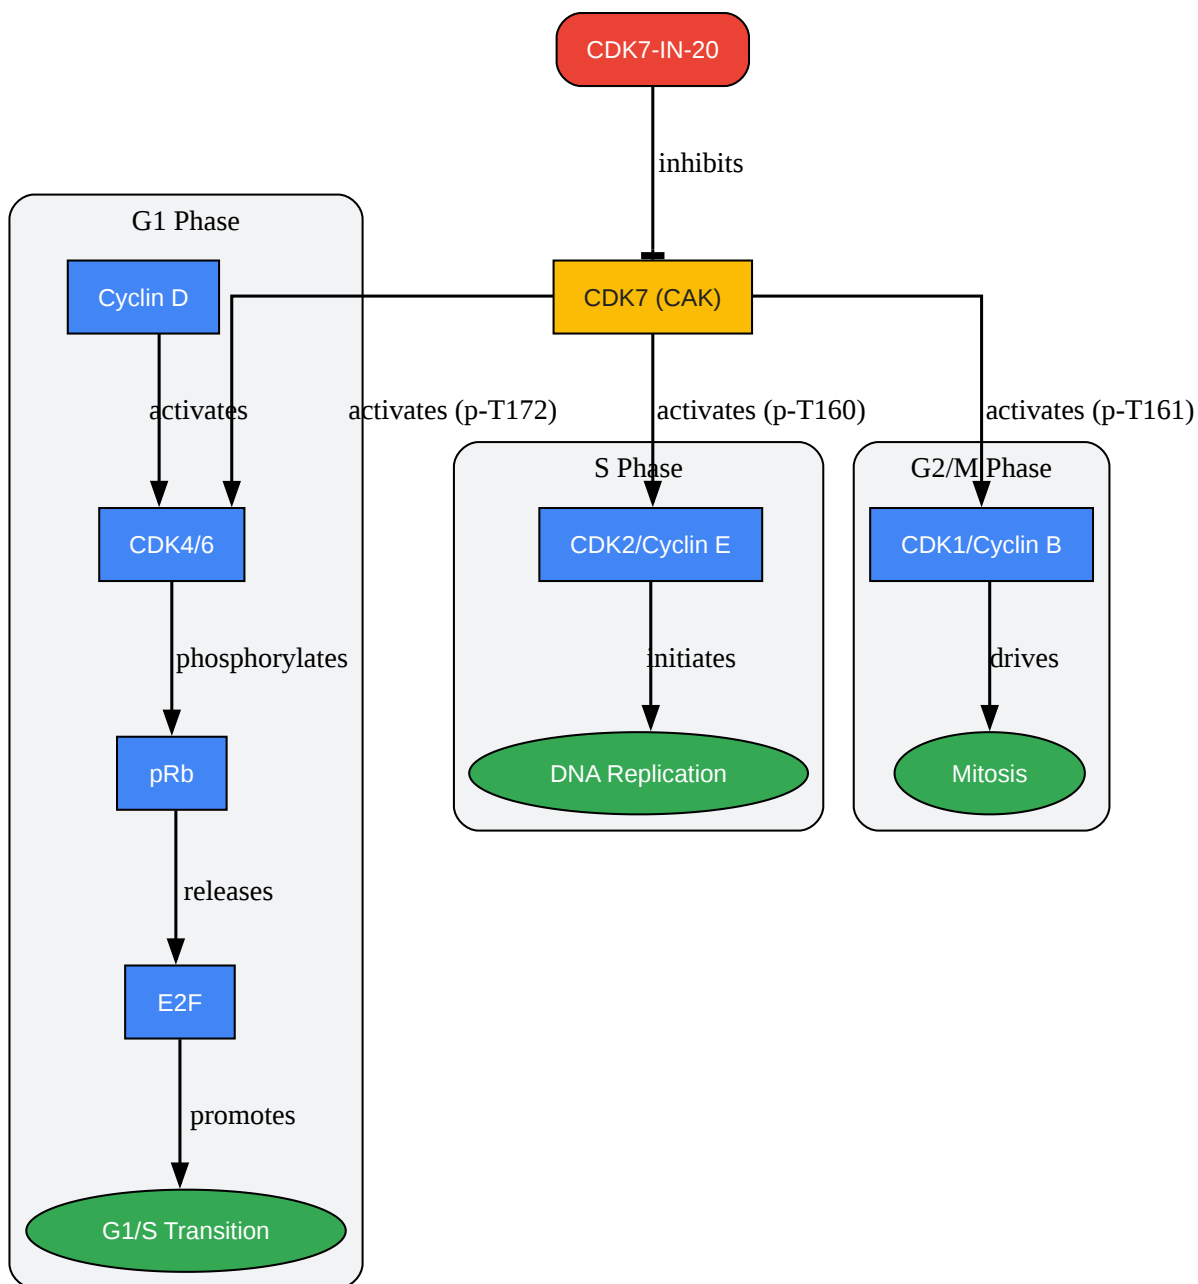 CDK7-IN-20
inhibits
G1 Phase
Cyclin D
CDK7 (CAK)
activates
activates (p-T172)
activates (p-T160)
activates (p-T161)
S Phase
G2/M Phase
CDK4/6
CDK2/Cyclin E
CDK1/Cyclin B
phosphorylates
initiates
drives
pRb
DNA Replication
Mitosis
releases
E2F
promotes
G1/S Transition